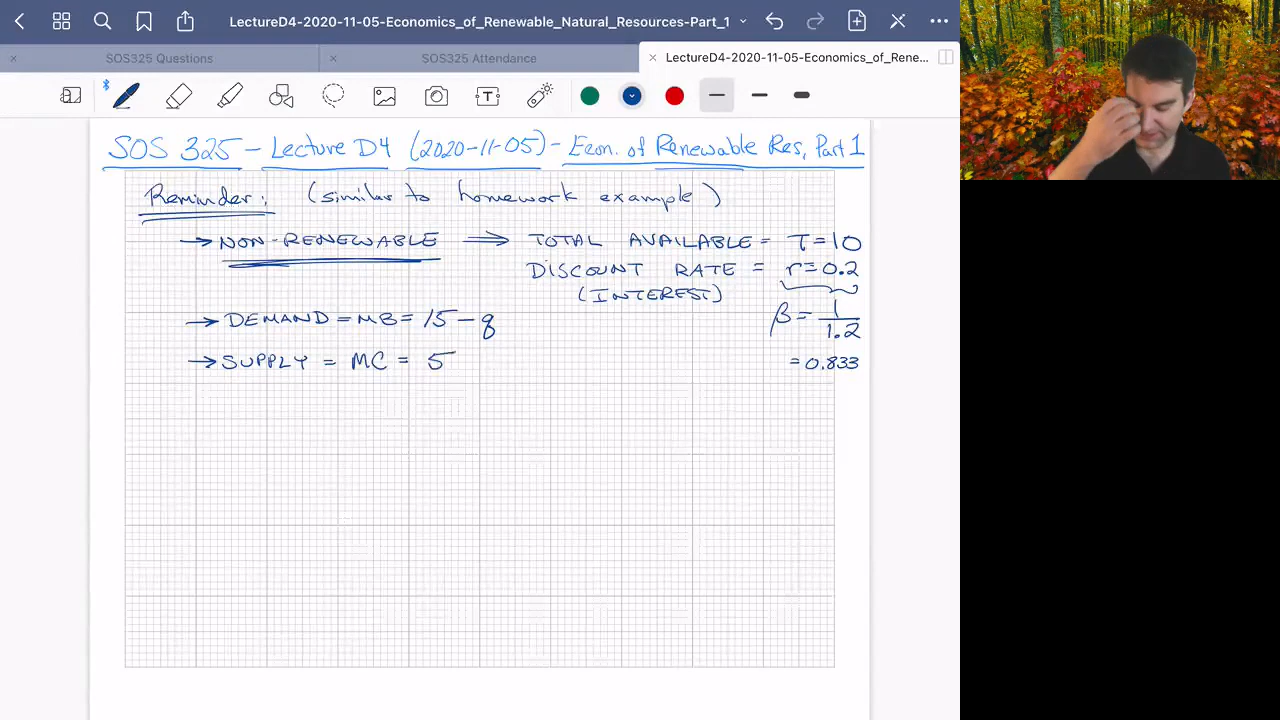 LectureD4-2020-11-05-Economics_of_Renewable_Natural_Resources-Part_1
SOS325 Questions
SOS325 Attendance
LectureD4-2020-11-05-Economics_of_Rene...
SOS 325 - Lecture D4 (2020-11-05) - Econ. of Renewable Res, Part 1
Reminder: (similar to homework example)
→ NON-RENEWABLE ⟹ TOTAL AVAILABLE = T=10
DISCOUNT RATE = r=0.2
(INTEREST)
→ DEMAND = MB = 15 - q
β = 1/1.2
→ SUPPLY = MC = 5
= 0.833